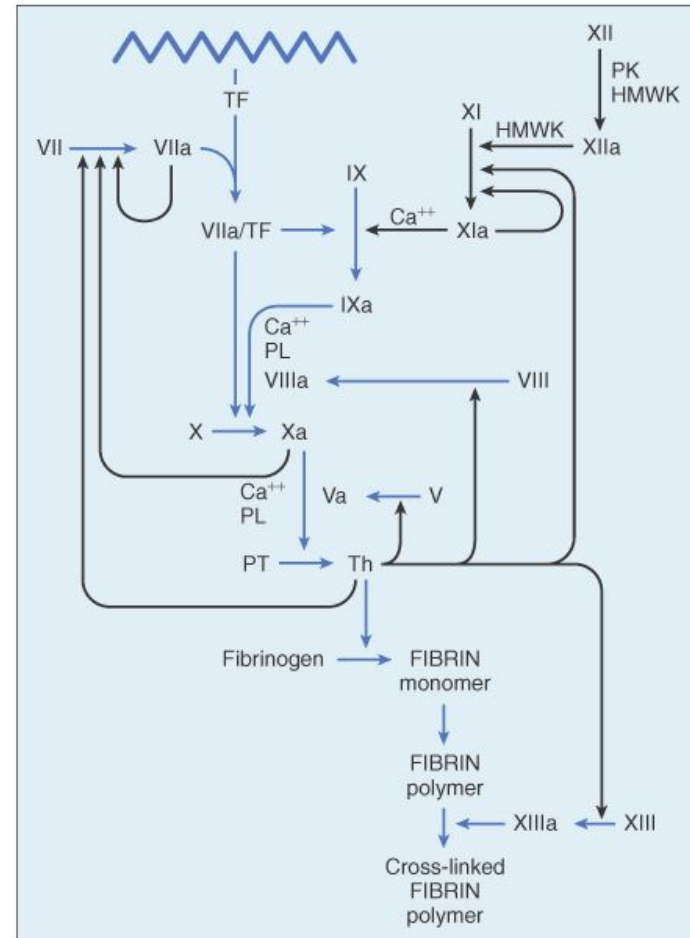 XII
PK
HMWK
TF
XI
HMWK
VII
VIIa
XIIa
IX
VIIa/TF
Ca++
XIa
IXa
Ca++
PL
VIIIa
VIII
X
Xa
Ca++
PL
Va
V
PT
Th
Fibrinogen
FIBRIN
monomer
FIBRIN
polymer
XIIIa
XIII
Cross-linked
FIBRIN
polymer